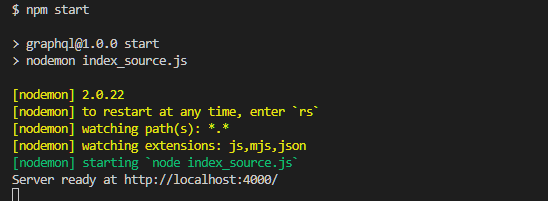 $ npm start
> graphql@1.0.0 start
> nodemon index_source.js
[nodemon] 2.0.22
[nodemon] to restart at any time, enter `rs`
[nodemon] watching path(s): *.*
[nodemon] watching extensions: js,mjs,json
[nodemon] starting `node index_source.js`
Server ready at http://localhost:4000/